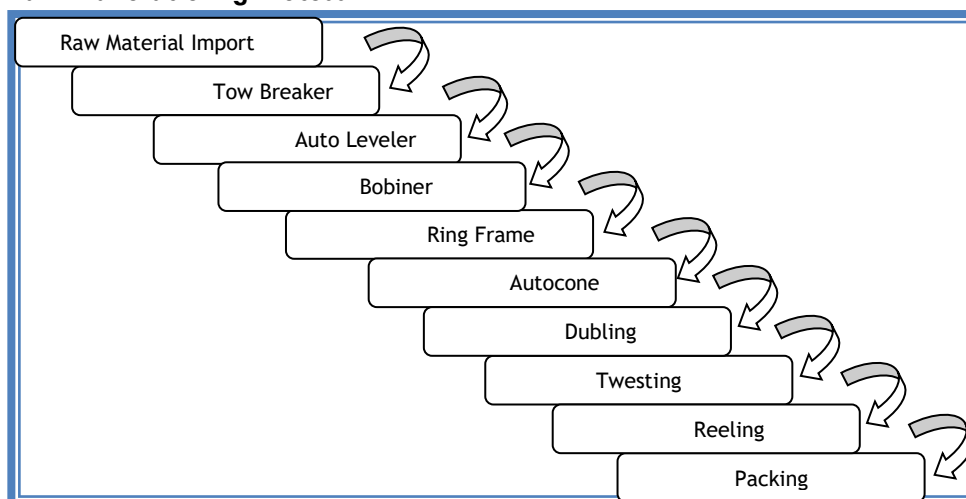 Raw Material Import
Tow Breaker
Auto Leveler
Bobiner
Ring Frame
Autocone
Dubling
Twesting
Reeling
Packing